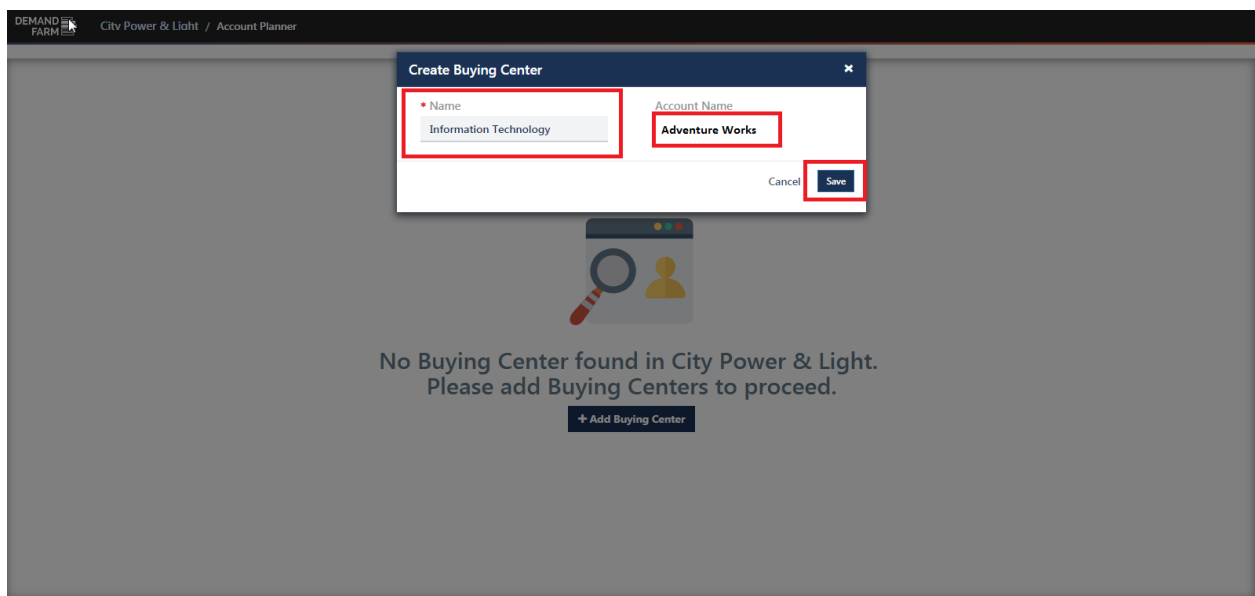 DEMAND
FARM
City Power & Light / Account Planner
Create Buying Center ×
* Name
Account Name
Information Technology
Adventure Works
Cancel
Save
No Buying Center found in City Power & Light.
Please add Buying Centers to proceed.
+ Add Buying Center